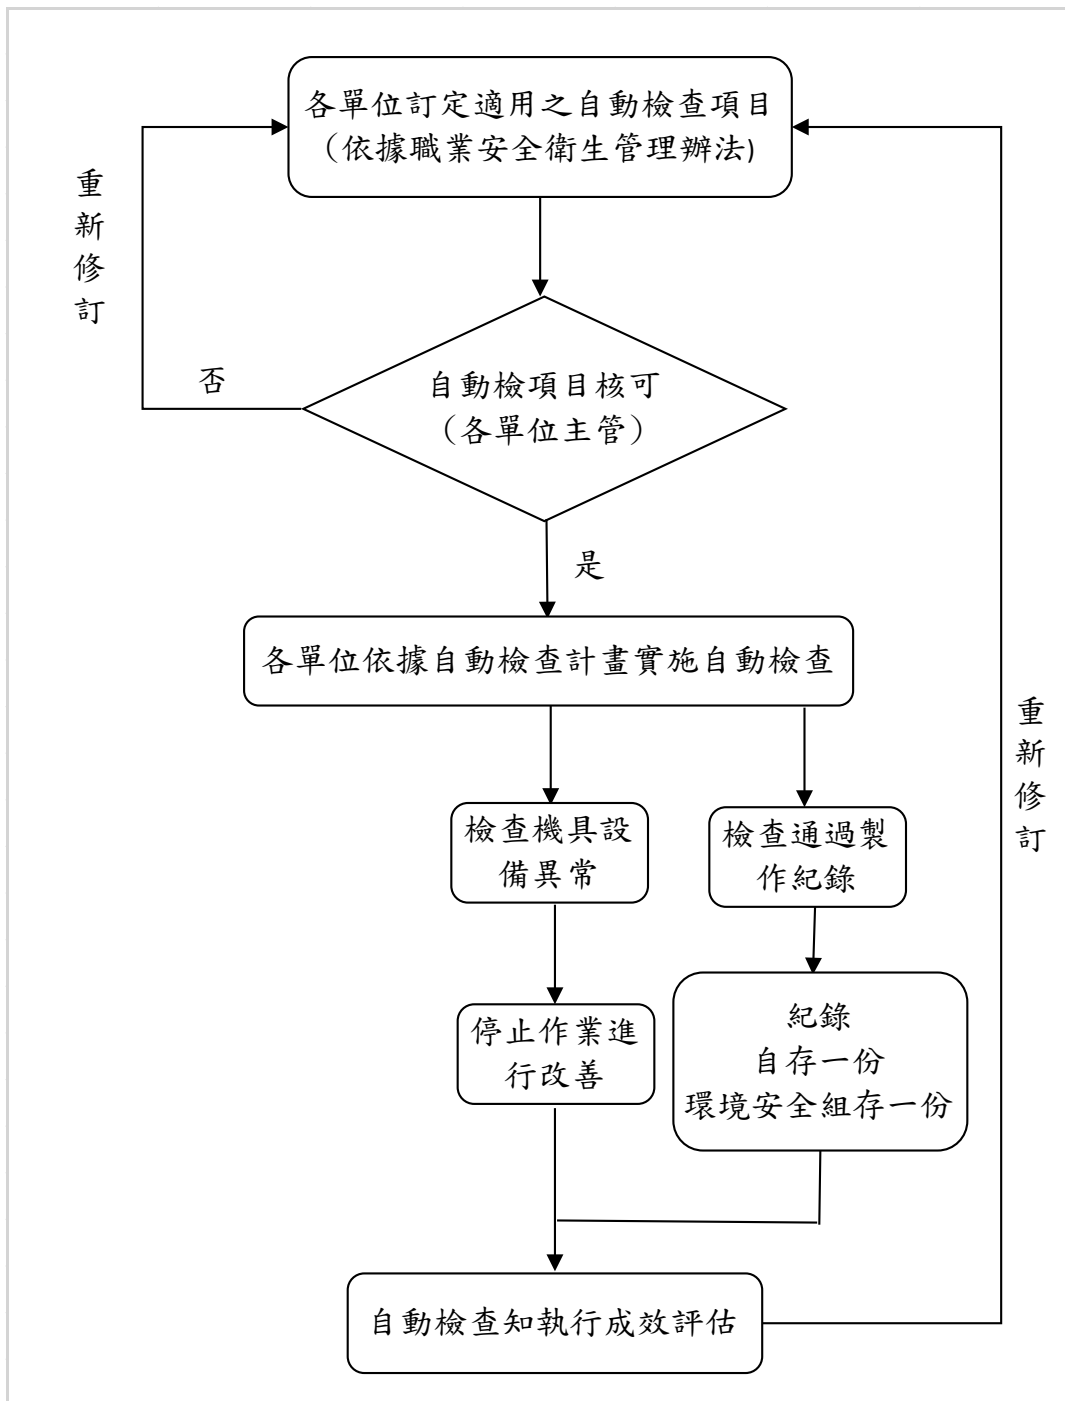 各單位訂定適用之自動檢查項目
（依據職業安全衛生管理辦法)
重新修訂
否
自動檢項目核可
（各單位主管）
是
各單位依據自動檢查計畫實施自動檢查
重新修訂
檢查機具設
備異常
檢查通過製
作紀錄
停止作業進
行改善
紀錄
自存一份
環境安全組存一份
自動檢查知執行成效評估